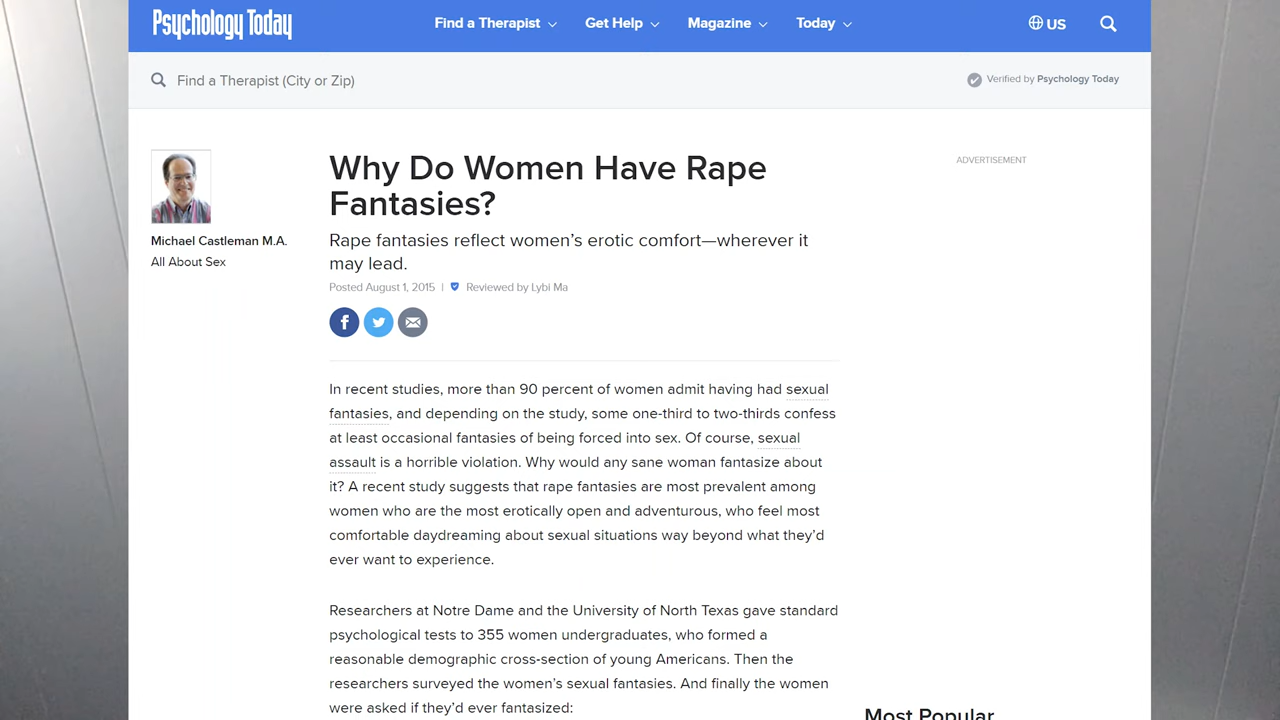 Psychology Today
Find a Therapist
Get Help
Magazine
Today
US
Find a Therapist (City or Zip)
Verified by Psychology Today
Michael Castleman M.A.
All About Sex
Why Do Women Have Rape
Fantasies?
Rape fantasies reflect women’s erotic comfort—wherever it
may lead.
Posted August 1, 2015 | Reviewed by Lybi Ma
f
In recent studies, more than 90 percent of women admit having had sexual
fantasies, and depending on the study, some one-third to two-thirds confess
at least occasional fantasies of being forced into sex. Of course, sexual
assault is a horrible violation. Why would any sane woman fantasize about
it? A recent study suggests that rape fantasies are most prevalent among
women who are the most erotically open and adventurous, who feel most
comfortable daydreaming about sexual situations way beyond what they’d
ever want to experience.
Researchers at Notre Dame and the University of North Texas gave standard
psychological tests to 355 women undergraduates, who formed a
reasonable demographic cross-section of young Americans. Then the
researchers surveyed the women’s sexual fantasies. And finally the women
were asked if they’d ever fantasized:
ADVERTISEMENT
Most Popular